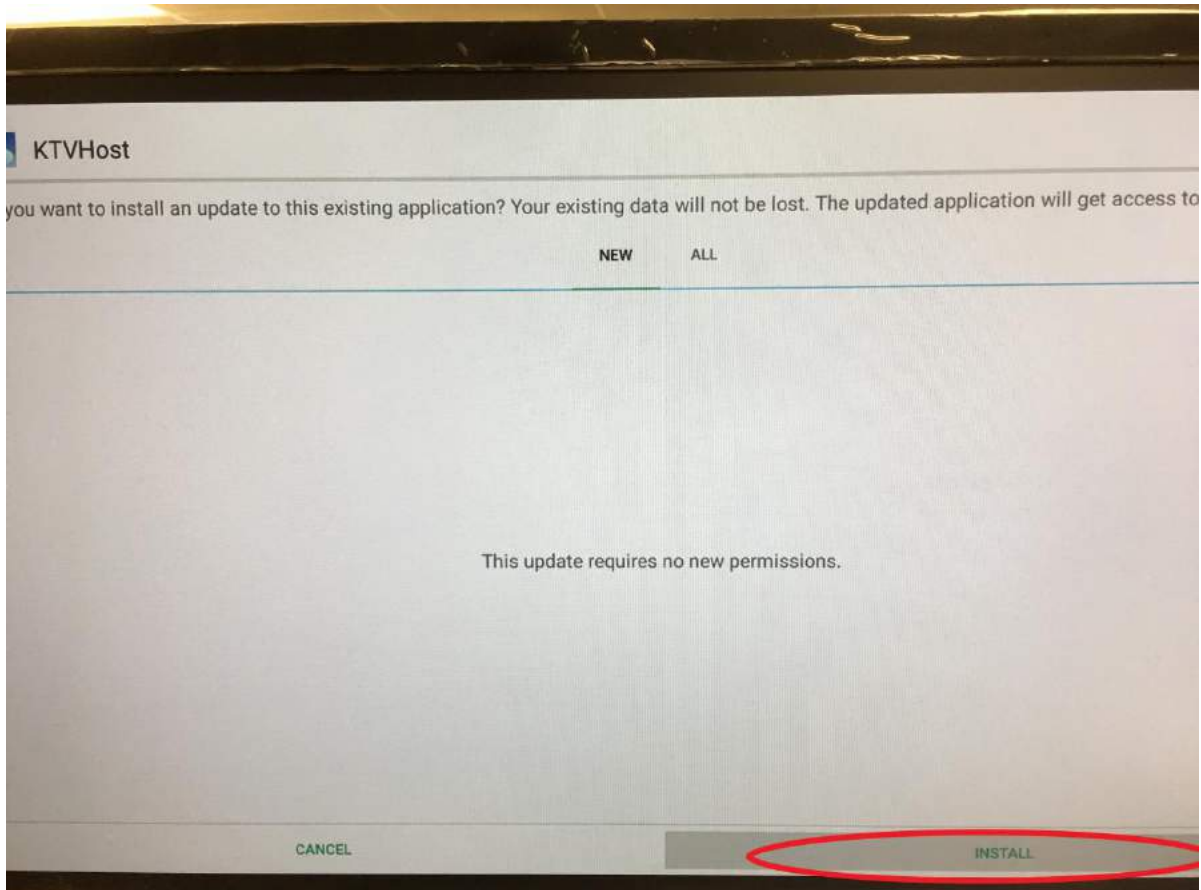 KTVHost
you want to install an update to this existing application? Your existing data will not be lost. The updated application will get access to
NEW ALL
This update requires no new permissions.
CANCEL INSTALL